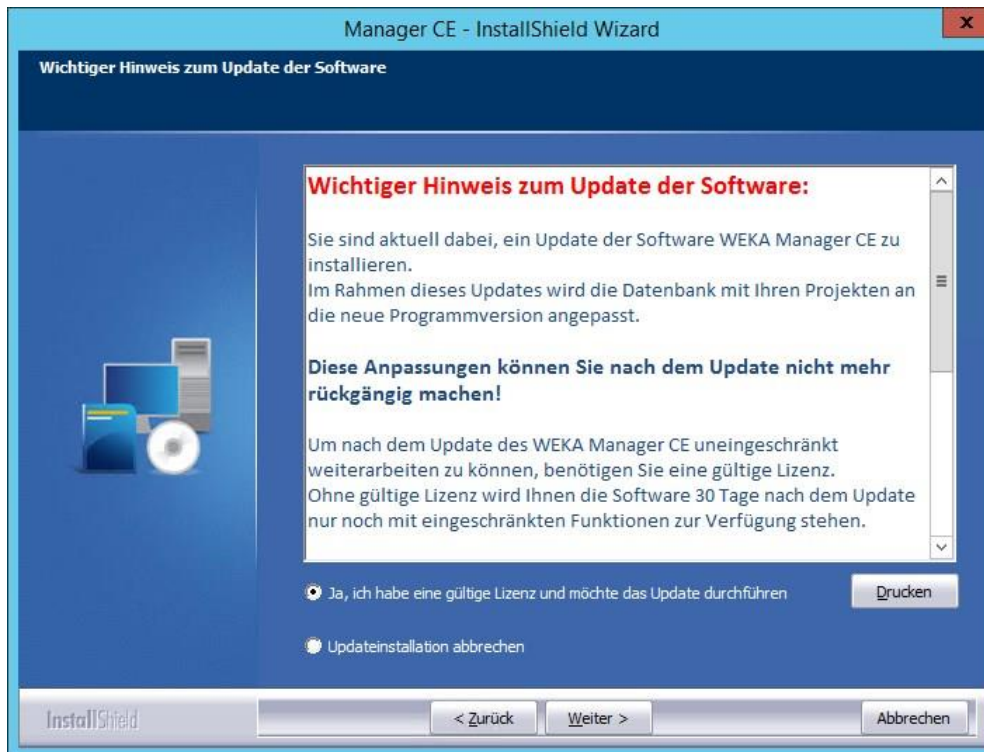 Manager CE - InstallShield Wizard
x
Wichtiger Hinweis zum Update der Software
Wichtiger Hinweis zum Update der Software:
Sie sind aktuell dabei, ein Update der Software WEKA Manager CE zu
installieren.
Im Rahmen dieses Updates wird die Datenbank mit Ihren Projekten an
die neue Programmversion angepasst.
Diese Anpassungen können Sie nach dem Update nicht mehr
rückgängig machen!
Um nach dem Update des WEKA Manager CE uneingeschränkt
weiterarbeiten zu können, benötigen Sie eine gültige Lizenz.
Ohne gültige Lizenz wird Ihnen die Software 30 Tage nach dem Update
nur noch mit eingeschränkten Funktionen zur Verfügung stehen.
Ja, ich habe eine gültige Lizenz und möchte das Update durchführen
Drucken
Updateinstallation abbrechen
InstallShield
< Zurück
Weiter >
Abbrechen